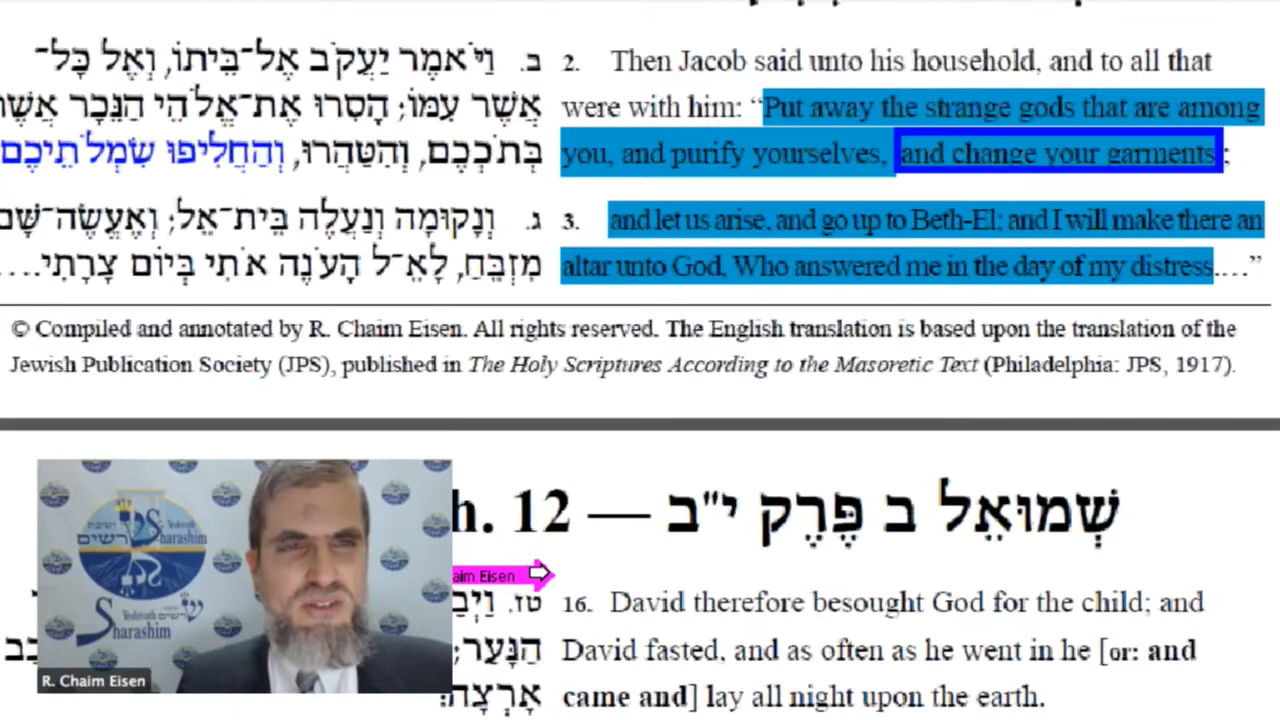 ב. וַיֹּאמֶר יַעֲקֹב אֶל־בֵּיתוֹ, וְאֶל כָּל־
אֲשֶׁר עִמּוֹ; הָסִרוּ אֶת־אֱלֹהֵי הַנֵּכָר אֲשֶׁר
בְּתֹכְכֶם, וְהִטַּהֲרוּ, וְהַחֲלִיפוּ שִׂמְלֹתֵיכֶם
ג. וְנָקוּמָה וְנַעֲלֶה בֵּית־אֵל; וְאֶעֱשֶׂה־שָּׁם
מִזְבֵּחַ, לָאֵ־ל הָעֹנֶה אֹתִי בְּיוֹם צָרָתִי....
2. Then Jacob said unto his household, and to all that
were with him: “Put away the strange gods that are among
you, and purify yourselves, and change your garments;
3. and let us arise, and go up to Beth-El; and I will make there an
altar unto God, Who answered me in the day of my distress....”
© Compiled and annotated by R. Chaim Eisen. All rights reserved. The English translation is based upon the translation of the
Jewish Publication Society (JPS), published in The Holy Scriptures According to the Masoretic Text (Philadelphia: JPS, 1917).
h. 12 — שְׁמוּאֵל ב פֶּרֶק י"ב
aim Eisen
טז.
הַנָּעַר;
אָרְצָה:
16. David therefore besought God for the child; and
David fasted, and as often as he went in he [or: and
came and] lay all night upon the earth.
ישיבת
שרשים
Yeshivath
Sharashim
Yeshivath שרשים
Sharashim
R. Chaim Eisen